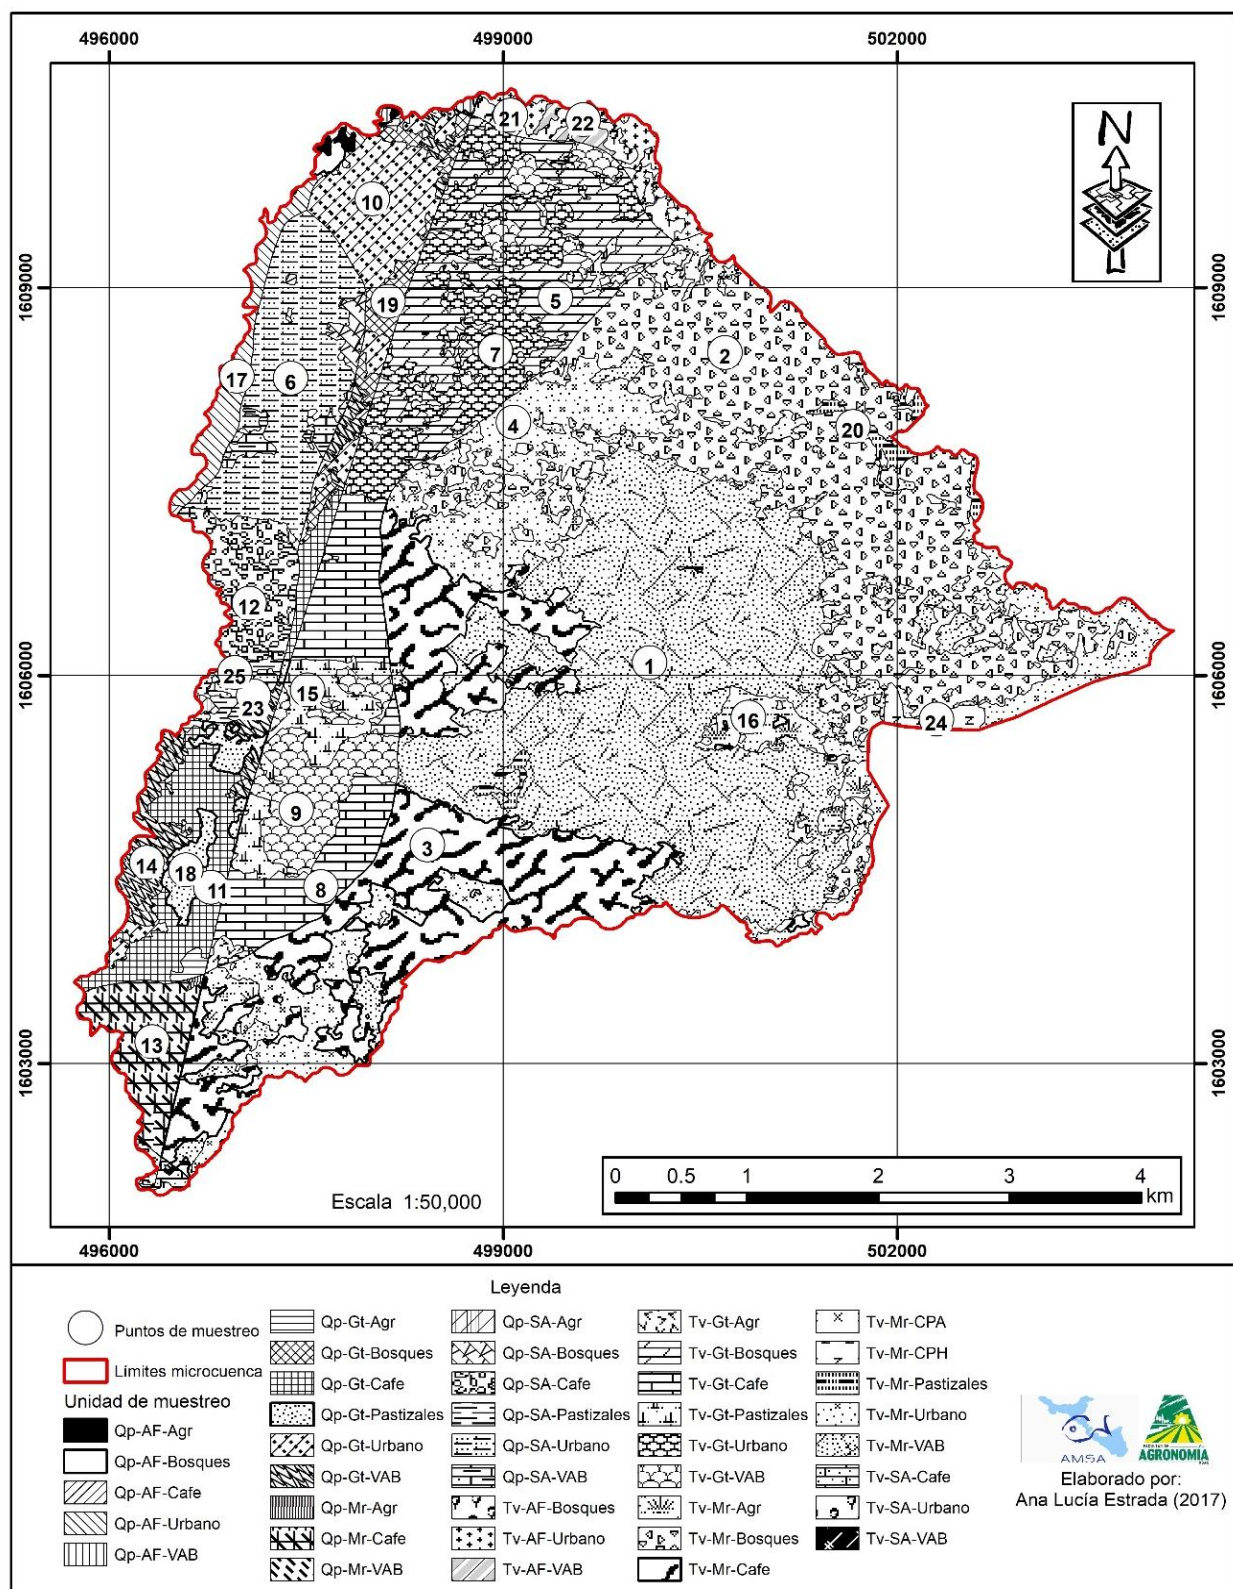 496000 499000 502000
N
1609000 1609000
1606000 1606000
1603000 1603000
21 22
10
19 5
7 2
17 6
4 20
12
1
25
15
23
16 24
9
3
14 18
11 8
13
0 0.5 1 2 3 4
km
Escala 1:50,000
496000 499000 502000
Leyenda
Puntos de muestreo
Límites microcuenca
Unidad de muestreo
Qp-AF-Agr
Qp-AF-Bosques
Qp-AF-Cafe
Qp-AF-Urbano
Qp-AF-VAB
Qp-Gt-Agr
Qp-Gt-Bosques
Qp-Gt-Cafe
Qp-Gt-Pastizales
Qp-Gt-Urbano
Qp-Gt-VAB
Qp-Mr-Agr
Qp-Mr-Cafe
Qp-Mr-VAB
Qp-SA-Agr
Qp-SA-Bosques
Qp-SA-Cafe
Qp-SA-Pastizales
Qp-SA-Urbano
Qp-SA-VAB
Tv-AF-Bosques
Tv-AF-Urbano
Tv-AF-VAB
Tv-Gt-Agr
Tv-Gt-Bosques
Tv-Gt-Cafe
Tv-Gt-Pastizales
Tv-Gt-Urbano
Tv-Gt-VAB
Tv-Mr-Agr
Tv-Mr-Bosques
Tv-Mr-Cafe
Tv-Mr-CPA
Tv-Mr-CPH
Tv-Mr-Pastizales
Tv-Mr-Urbano
Tv-Mr-VAB
Tv-SA-Cafe
Tv-SA-Urbano
Tv-SA-VAB
AMSA
AGRONOMIA
Elaborado por:
Ana Lucía Estrada (2017)